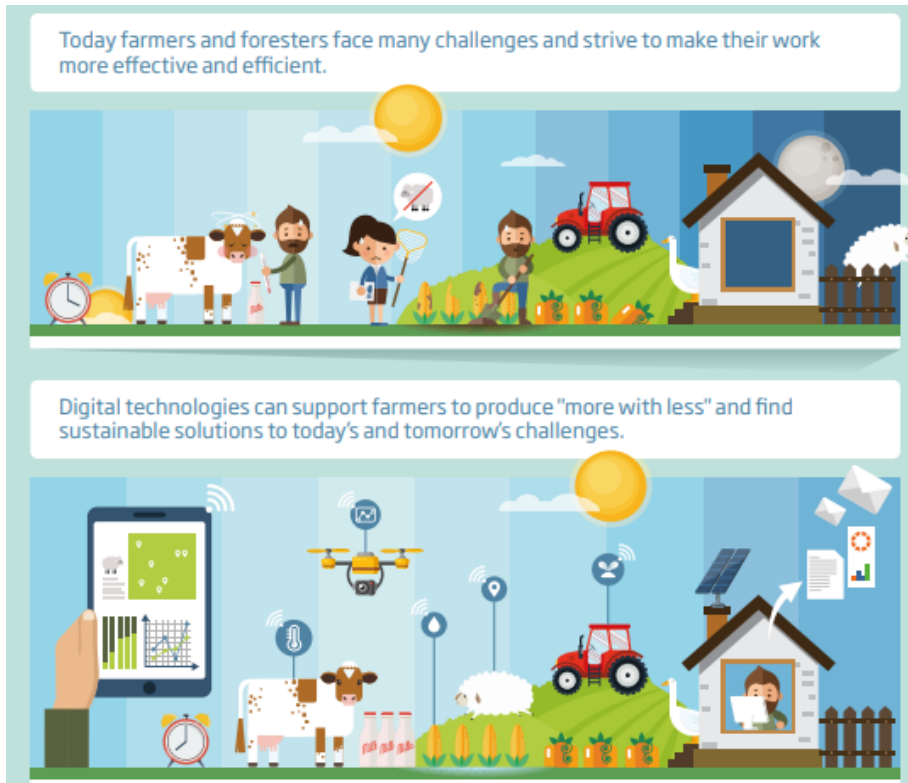 Today farmers and foresters face many challenges and strive to make their work
more effective and efficient.
Digital technologies can support farmers to produce "more with less" and find
sustainable solutions to today's and tomorrow's challenges.